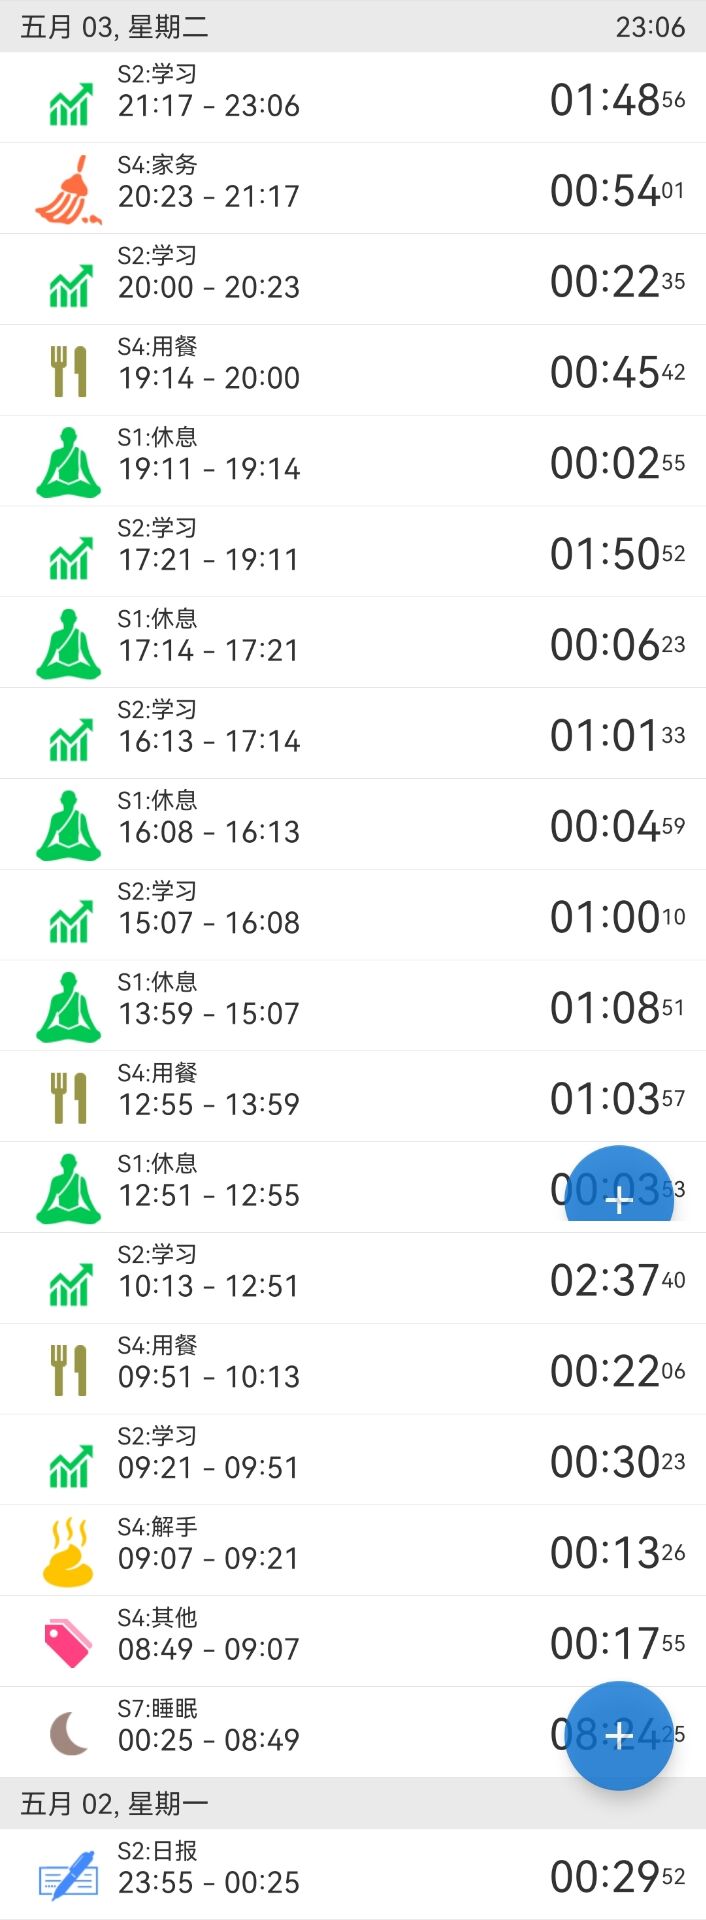 五月 03, 星期二 23:06
S2:学习
21:17 - 23:06 01:48 56
S4:家务
20:23 - 21:17 00:54 01
S2:学习
20:00 - 20:23 00:22 35
S4:用餐
19:14 - 20:00 00:45 42
S1:休息
19:11 - 19:14 00:02 55
S2:学习
17:21 - 19:11 01:50 52
S1:休息
17:14 - 17:21 00:06 23
S2:学习
16:13 - 17:14 01:01 33
S1:休息
16:08 - 16:13 00:04 59
S2:学习
15:07 - 16:08 01:00 10
S1:休息
13:59 - 15:07 01:08 51
S4:用餐
12:55 - 13:59 01:03 57
S1:休息
12:51 - 12:55 00:03 53
S2:学习
10:13 - 12:51 02:37 40
S4:用餐
09:51 - 10:13 00:22 06
S2:学习
09:21 - 09:51 00:30 23
S4:解手
09:07 - 09:21 00:13 26
S4:其他
08:49 - 09:07 00:17 55
S7:睡眠
00:25 - 08:49 08:24 25
五月 02, 星期一
S2:日报
23:55 - 00:25 00:29 52